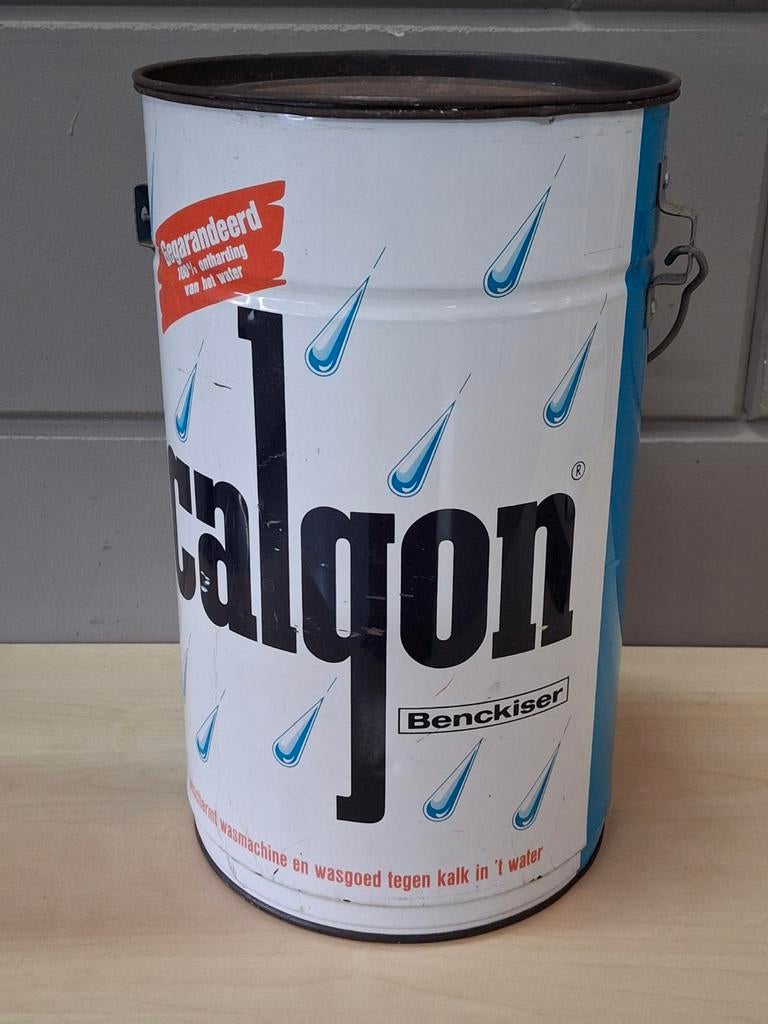 Gegarandeerd
100% ontharding
van het water
calgon
®
Benckiser
beschermt wasmachine en wasgoed tegen kalk in 't water